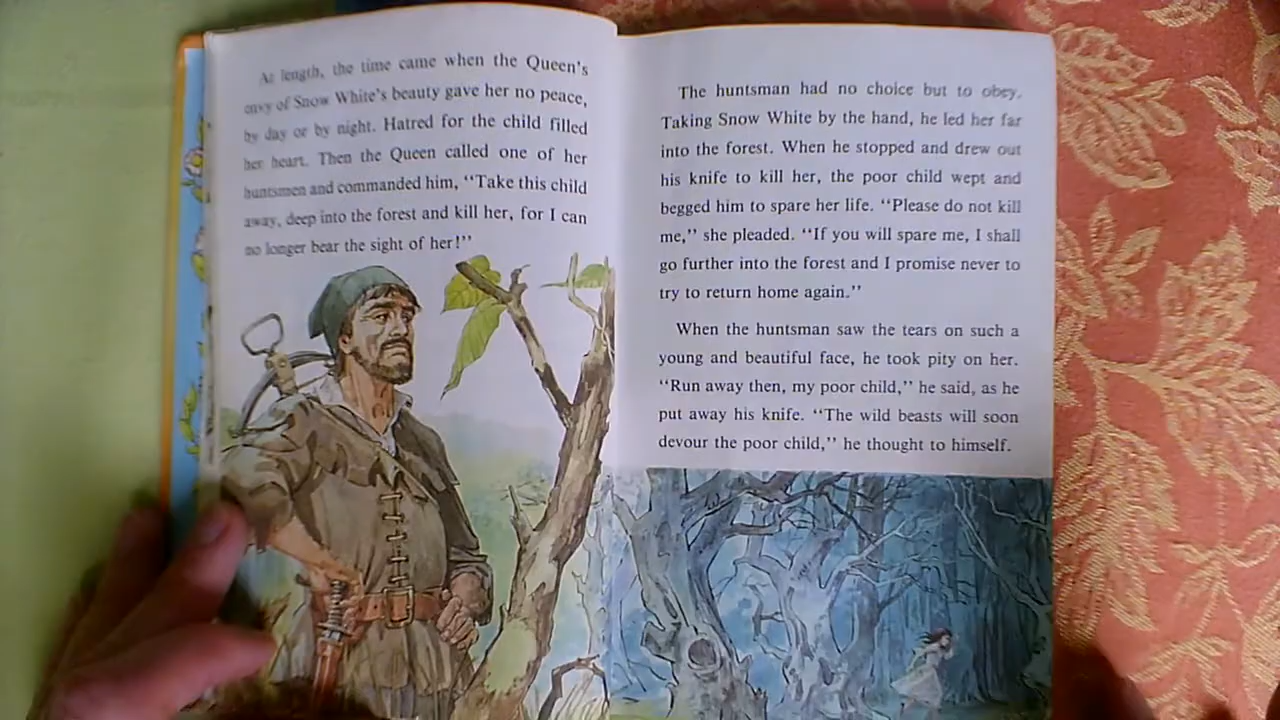 At length, the time came when the Queen's
envy of Snow White's beauty gave her no peace,
by day or by night. Hatred for the child filled
her heart. Then the Queen called one of her
huntsmen and commanded him, “Take this child
away, deep into the forest and kill her, for I can
no longer bear the sight of her!”
The huntsman had no choice but to obey.
Taking Snow White by the hand, he led her far
into the forest. When he stopped and drew out
his knife to kill her, the poor child wept and
begged him to spare her life. “Please do not kill
me,” she pleaded. “If you will spare me, I shall
go further into the forest and I promise never to
try to return home again.”
When the huntsman saw the tears on such a
young and beautiful face, he took pity on her.
“Run away then, my poor child,” he said, as he
put away his knife. “The wild beasts will soon
devour the poor child,” he thought to himself.